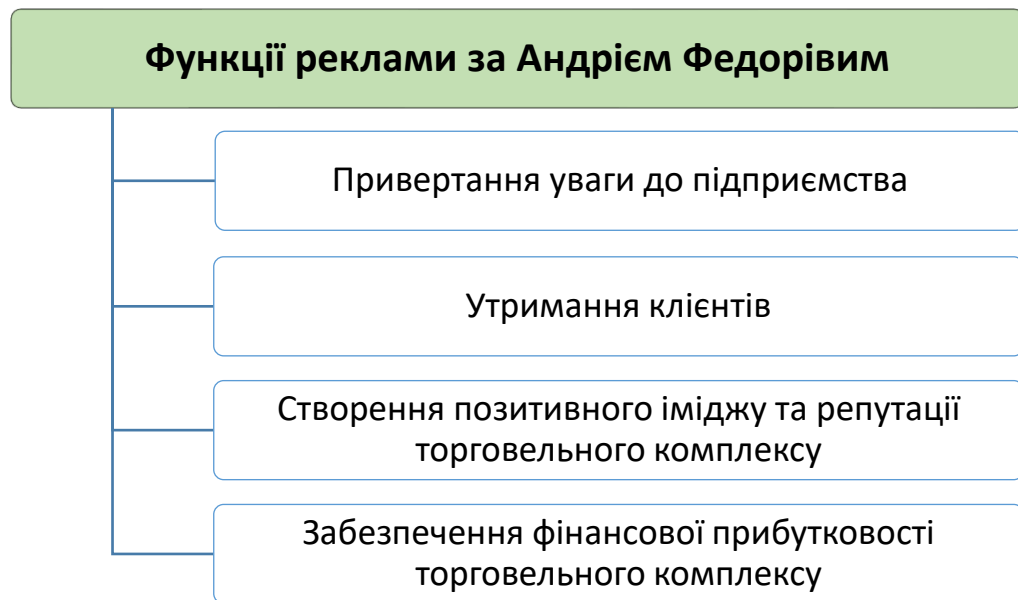 Функції реклами за Андрієм Федорівим
Привертання уваги до підприємства
Утримання клієнтів
Створення позитивного іміджу та репутації
торговельного комплексу
Забезпечення фінансової прибутковості
торговельного комплексу